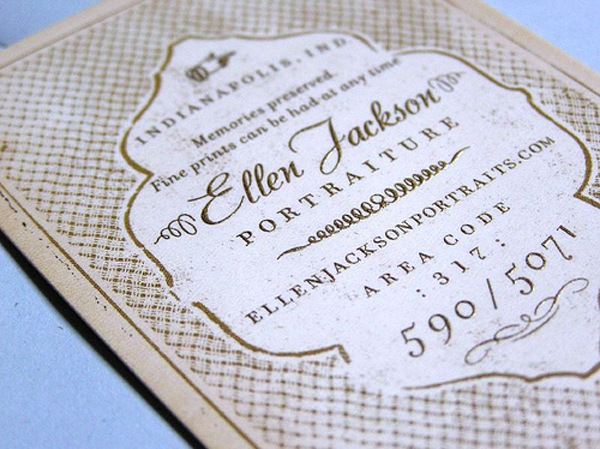 INDIANAPOLIS, IND
Memories preserved.
Fine prints can be had at any time
Ellen Jackson
PORTRAITURE
ELLENJACKSONPORTRAITS.COM
AREA CODE
: 317 :
590 / 5071